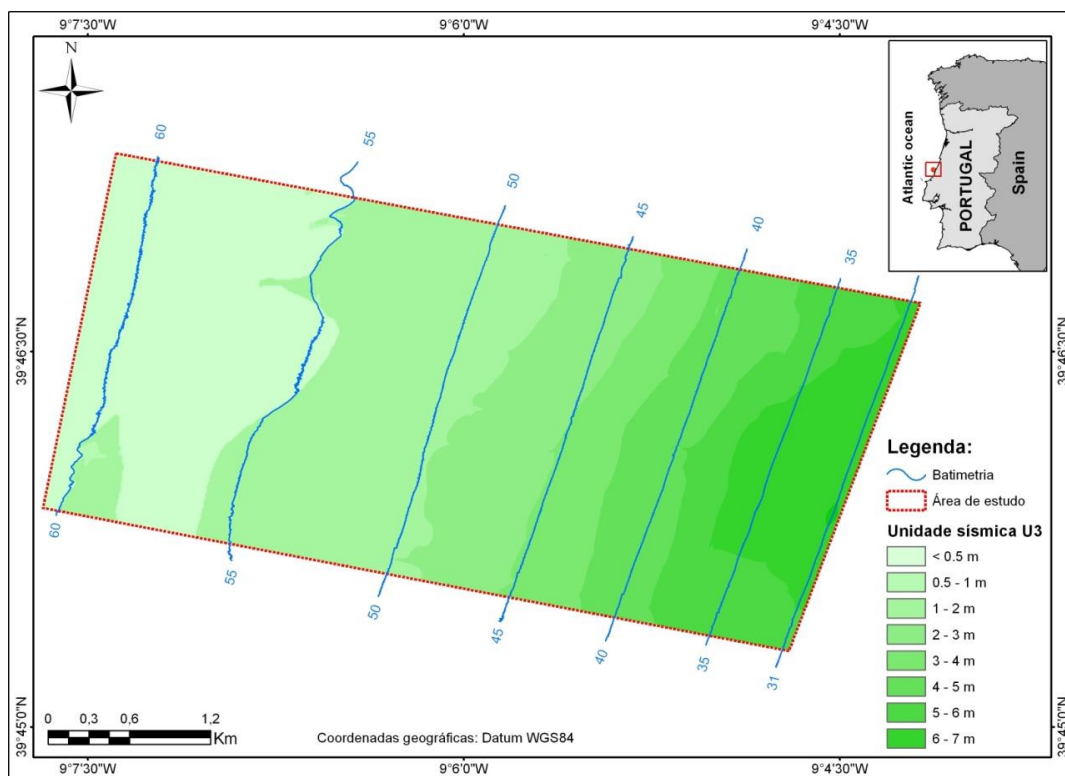 9°7'30"W
9°6'0"W
9°4'30"W
N
60
55
50
45
40
35
Atlantic ocean
PORTUGAL
Spain
39°46'30"N
39°46'30"N
Legenda:
Batimetria
Área de estudo
Unidade sísmica U3
< 0.5 m
0.5 - 1 m
1 - 2 m
2 - 3 m
3 - 4 m
4 - 5 m
5 - 6 m
6 - 7 m
60
55
50
45
40
35
31
0 0,3 0,6 1,2
Km
Coordenadas geográficas: Datum WGS84
39°45'0"N
39°45'0"N
9°7'30"W
9°6'0"W
9°4'30"W